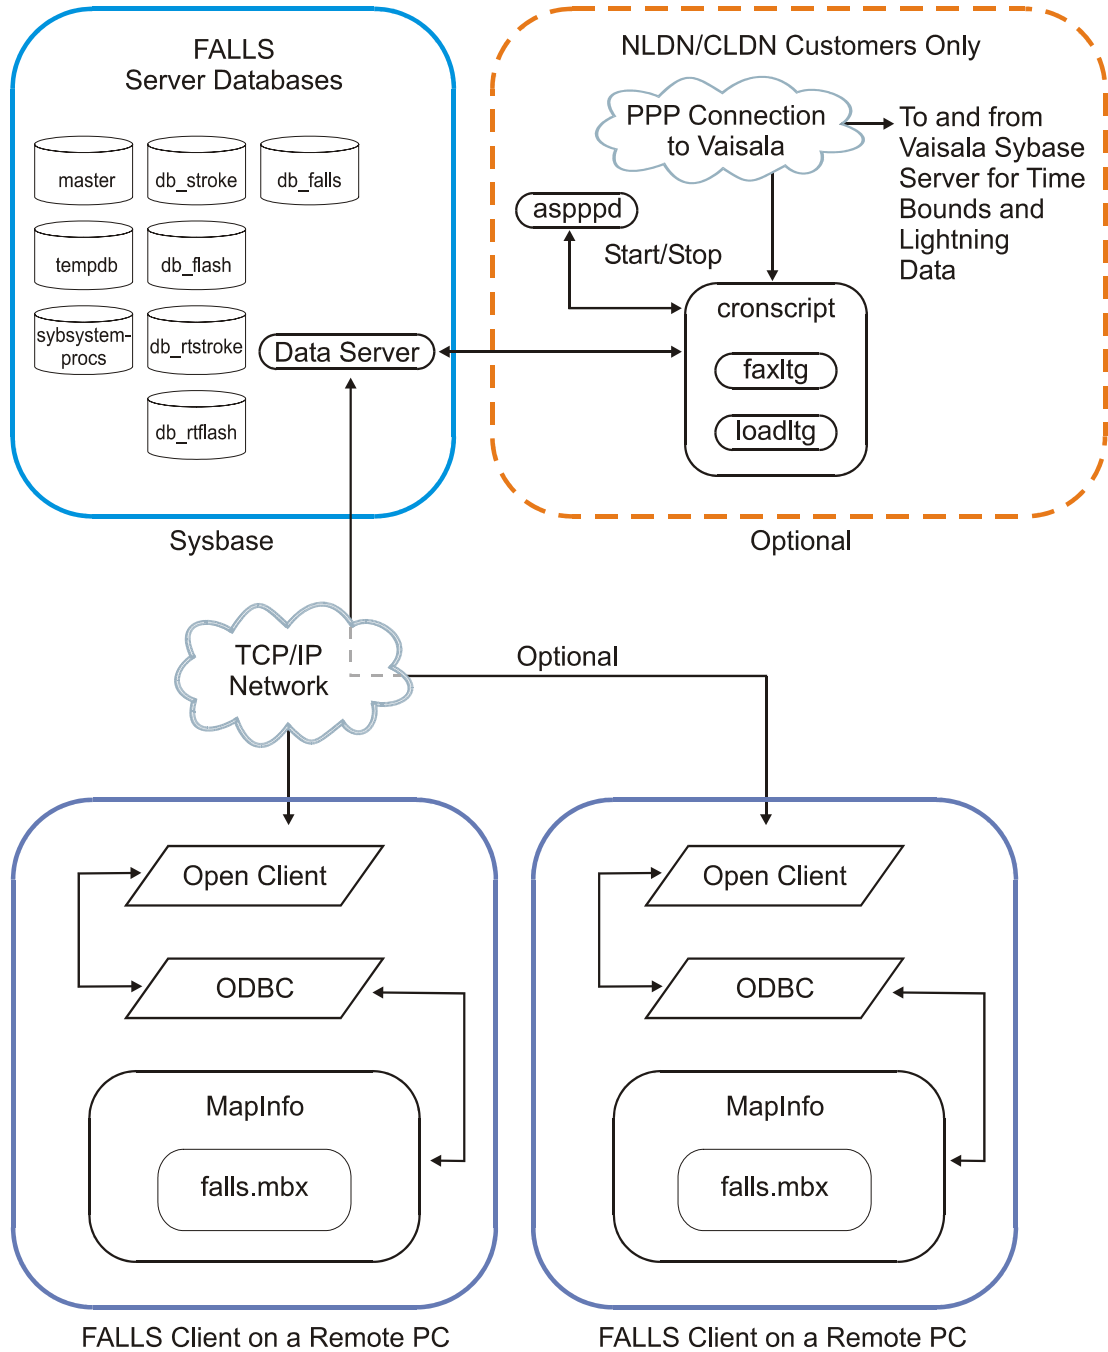 FALLS
Server Databases
master
db_stroke
db_falls
tempdb
db_flash
sybsystem-
procs
db_rtstroke
Data Server
db_rtflash
Sysbase
NLDN/CLDN Customers Only
PPP Connection
to Vaisala
To and from
Vaisala Sybase
Server for Time
Bounds and
Lightning
Data
aspppd
Start/Stop
cronscript
faxltg
loadltg
Optional
TCP/IP
Network
Optional
Open Client
ODBC
MapInfo
falls.mbx
FALLS Client on a Remote PC
Open Client
ODBC
MapInfo
falls.mbx
FALLS Client on a Remote PC